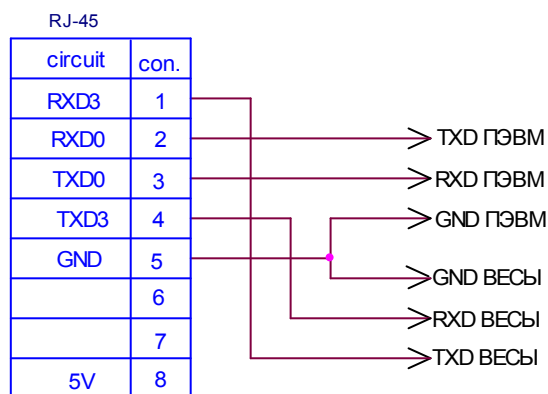 RJ-45
circuit con.
RXD3 1
RXD0 2 TXD ПЭВМ
TXD0 3 RXD ПЭВМ
TXD3 4 GND ПЭВМ
GND 5 GND ВЕСЫ
6 RXD ВЕСЫ
7 TXD ВЕСЫ
5V 8